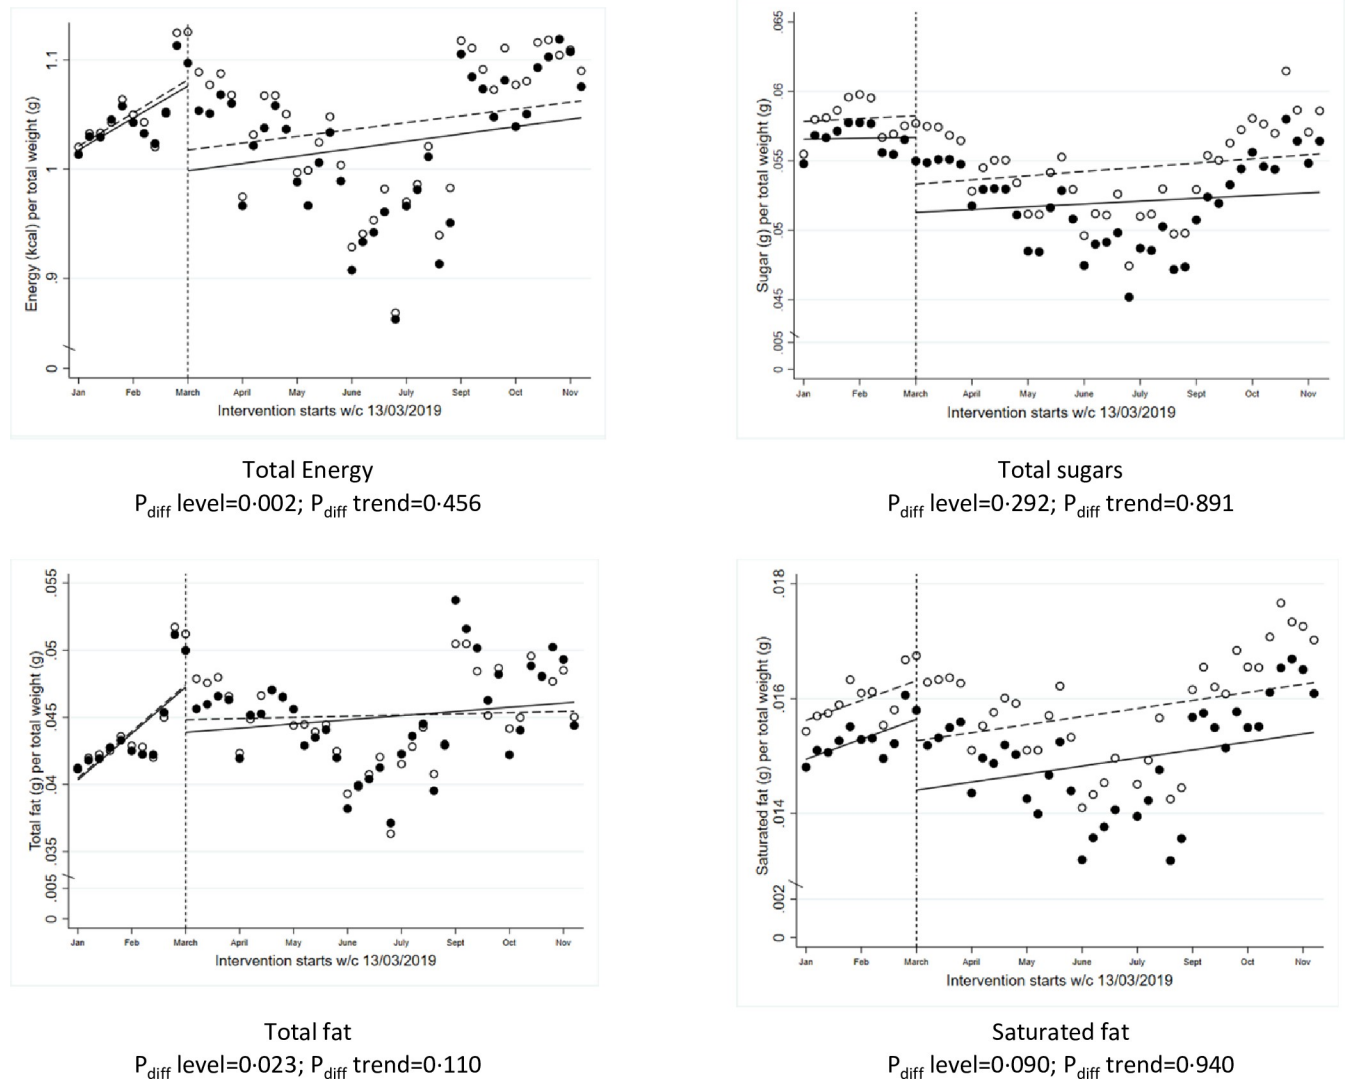 Energy (kcal) per total weight (g)
1.1
1
.9
0
Jan Feb March April May June July Sept Oct Nov
Intervention starts w/c 13/03/2019
Total Energy
Pdiff level=0·002; Pdiff trend=0·456
Sugar (g) per total weight (g)
.065
.06
.055
.05
.045
.005
0
Jan Feb March April May June July Sept Oct Nov
Intervention starts w/c 13/03/2019
Total sugars
Pdiff level=0·292; Pdiff trend=0·891
Total fat (g) per total weight (g)
.055
.05
.045
.04
.035
.005
0
Jan Feb March April May June July Sept Oct Nov
Intervention starts w/c 13/03/2019
Total fat
Pdiff level=0·023; Pdiff trend=0·110
Saturated fat (g) per total weight (g)
.018
.016
.014
.002
0
Jan Feb March April May June July Sept Oct Nov
Intervention starts w/c 13/03/2019
Saturated fat
Pdiff level=0·090; Pdiff trend=0·940